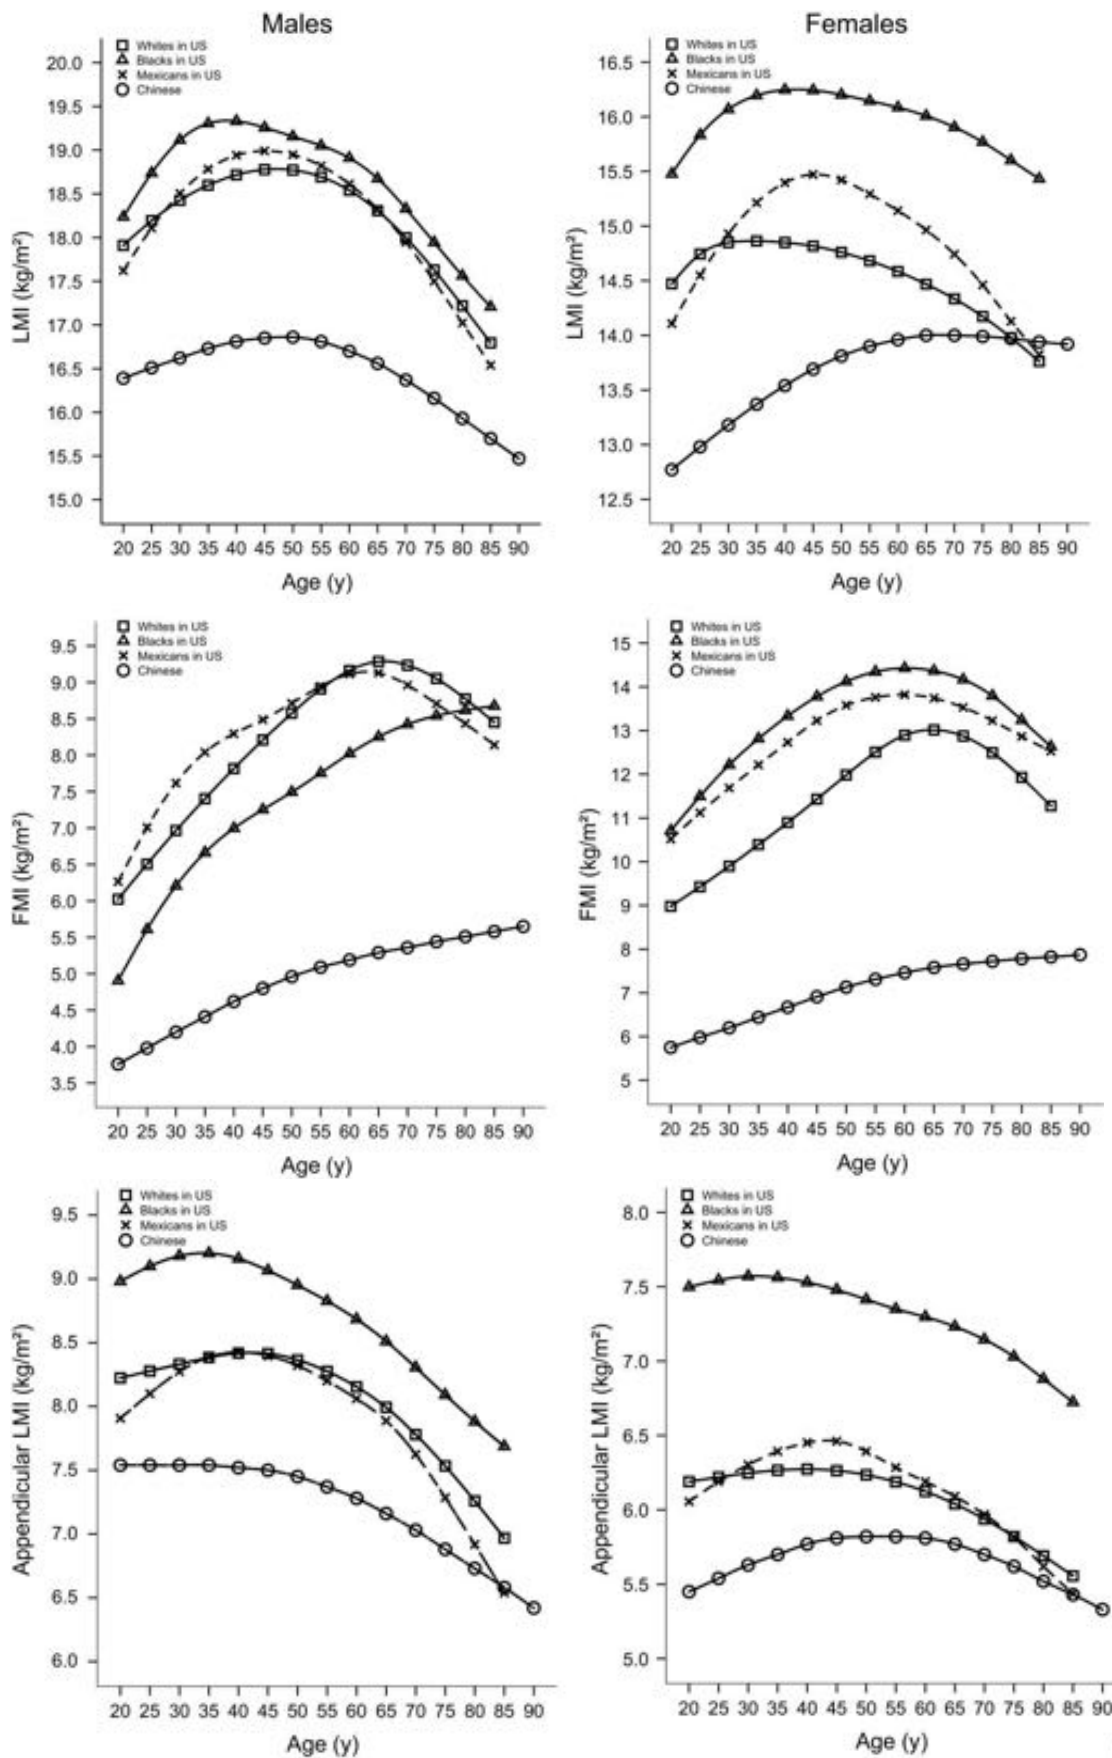 Males
Whites in US
Blacks in US
Mexicans in US
Chinese
20.0
19.5
19.0
18.5
18.0
17.5
17.0
16.5
16.0
15.5
15.0
LMI (kg/m²)
20 25 30 35 40 45 50 55 60 65 70 75 80 85 90
Age (y)
Females
Whites in US
Blacks in US
Mexicans in US
Chinese
16.5
16.0
15.5
15.0
14.5
14.0
13.5
13.0
12.5
LMI (kg/m²)
20 25 30 35 40 45 50 55 60 65 70 75 80 85 90
Age (y)
Whites in US
Blacks in US
Mexicans in US
Chinese
9.5
9.0
8.5
8.0
7.5
7.0
6.5
6.0
5.5
5.0
4.5
4.0
3.5
FMI (kg/m²)
20 25 30 35 40 45 50 55 60 65 70 75 80 85 90
Age (y)
Whites in US
Blacks in US
Mexicans in US
Chinese
15
14
13
12
11
10
9
8
7
6
5
FMI (kg/m²)
20 25 30 35 40 45 50 55 60 65 70 75 80 85 90
Age (y)
Whites in US
Blacks in US
Mexicans in US
Chinese
9.5
9.0
8.5
8.0
7.5
7.0
6.5
6.0
Appendicular LMI (kg/m²)
20 25 30 35 40 45 50 55 60 65 70 75 80 85 90
Age (y)
Whites in US
Blacks in US
Mexicans in US
Chinese
8.0
7.5
7.0
6.5
6.0
5.5
5.0
Appendicular LMI (kg/m²)
20 25 30 35 40 45 50 55 60 65 70 75 80 85 90
Age (y)